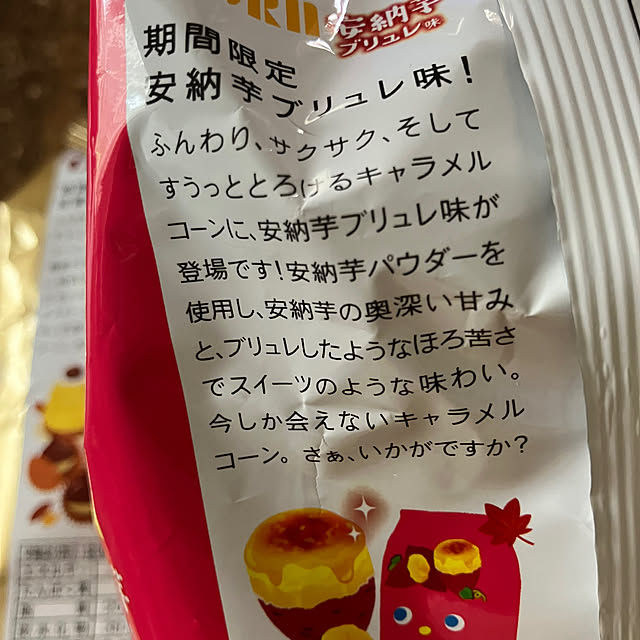 安納芋
ブリュレ味
期間限定
安納芋ブリュレ味!
ふんわり、サクサク、そして
すうっととろけるキャラメル
コーンに、安納芋ブリュレ味が
登場です!安納芋パウダーを
使用し、安納芋の奥深い甘み
と、ブリュレしたようなほろ苦さ
でスイーツのような味わい。
今しか会えないキャラメル
コーン。さぁ、いかがですか?